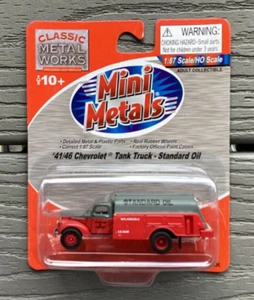 CLASSIC
METAL
WORKS
10+
WARNING:
CHOKING HAZARD — Small parts
Not for children under 3 years.
1:87 Scale/HO Scale
ADULT COLLECTIBLE
Mini
Metals
- Detailed Metal & Plastic Parts
- Real Rubber Wheels
- Correct 1:87 Scale
- Factory Official Paint Colors
'41/46 Chevrolet Tank Truck - Standard Oil
STANDARD OIL